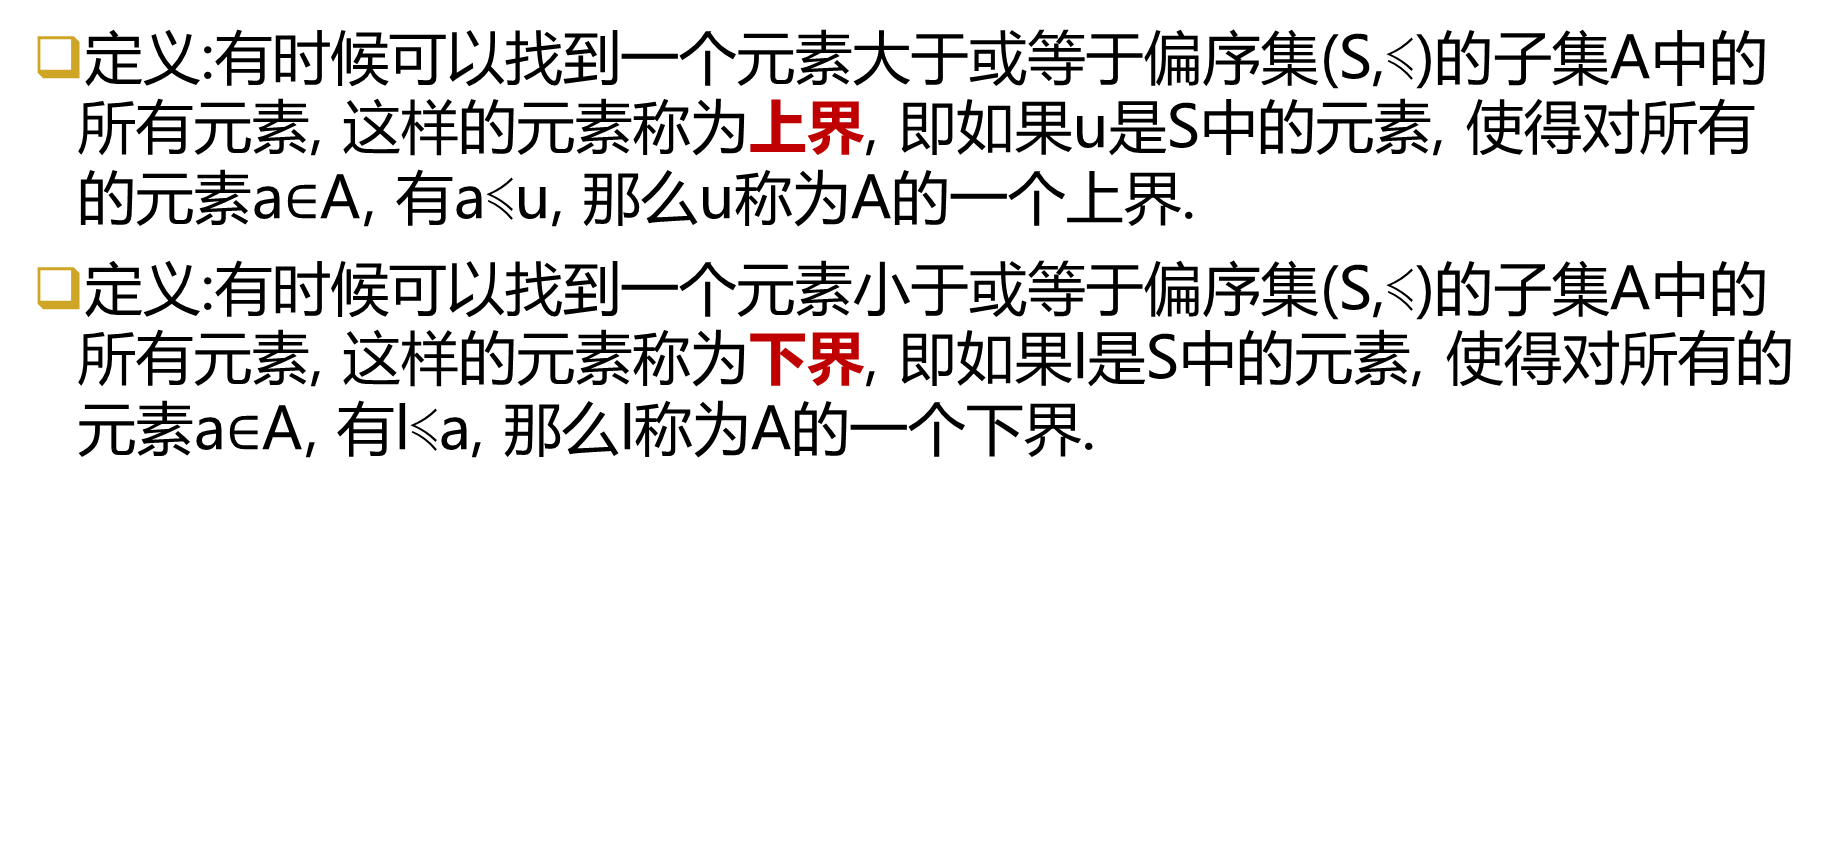 ❑定义:有时候可以找到一个元素大于或等于偏序集(S,≼)的子集A中的
所有元素, 这样的元素称为上界, 即如果u是S中的元素, 使得对所有
的元素a∈A, 有a≼u, 那么u称为A的一个上界.
❑定义:有时候可以找到一个元素小于或等于偏序集(S,≼)的子集A中的
所有元素, 这样的元素称为下界, 即如果l是S中的元素, 使得对所有的
元素a∈A, 有l≼a, 那么l称为A的一个下界.